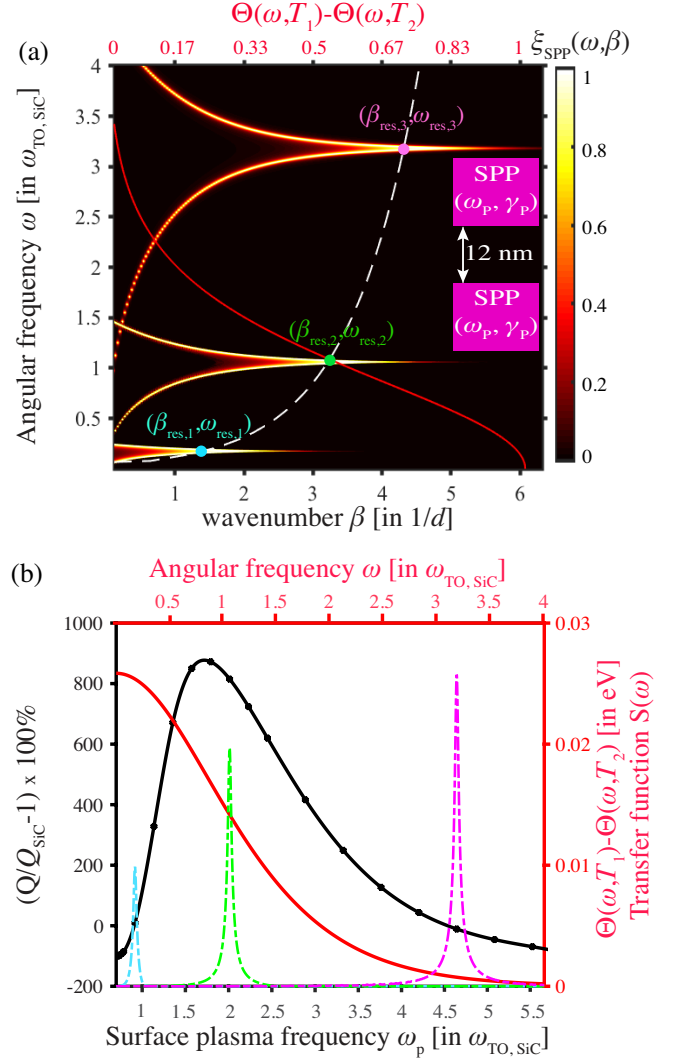 Θ(ω,T₁)-Θ(ω,T₂)
(a)
0 0.17 0.33 0.5 0.67 0.83 1
ξSPP(ω,β)
4
3.5
3
2.5
2
1.5
1
0.5
Angular frequency ω [in ωTO, SiC]
(βres,3,ωres,3)
SPP
(ωP, γP)
12 nm
SPP
(ωP, γP)
(βres,2,ωres,2)
(βres,1,ωres,1)
1
0.8
0.6
0.4
0.2
0
1 2 3 4 5 6
wavenumber β [in 1/d]
(b)
Angular frequency ω [in ωTO, SiC]
0.5 1 1.5 2 2.5 3 3.5 4
1000
800
600
400
200
0
-200
(Q/QSiC-1) x 100%
0.03
0.02
0.01
0
Θ(ω,T₁)-Θ(ω,T₂) [in eV]
Transfer function S(ω)
1 1.5 2 2.5 3 3.5 4 4.5 5 5.5
Surface plasma frequency ωp [in ωTO, SiC]